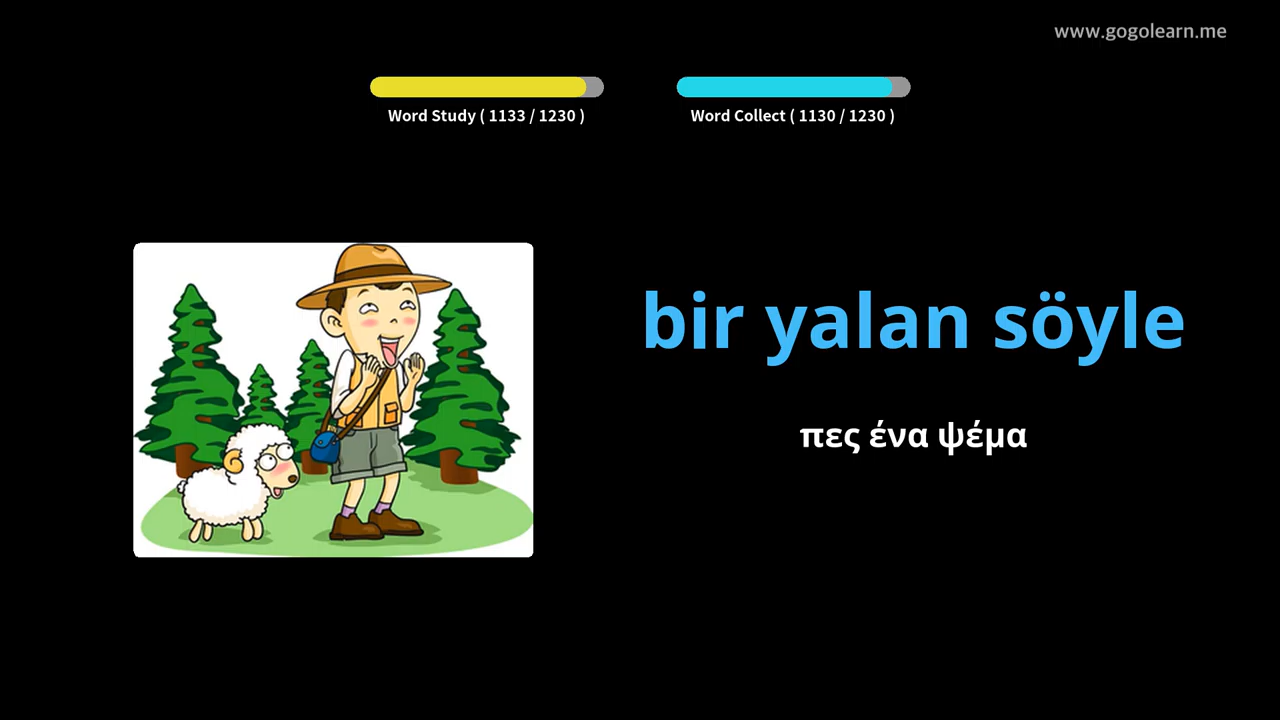 www.gogolearn.me
Word Study ( 1133 / 1230 )
Word Collect ( 1130 / 1230 )
bir yalan söyle
πες ένα ψέμα